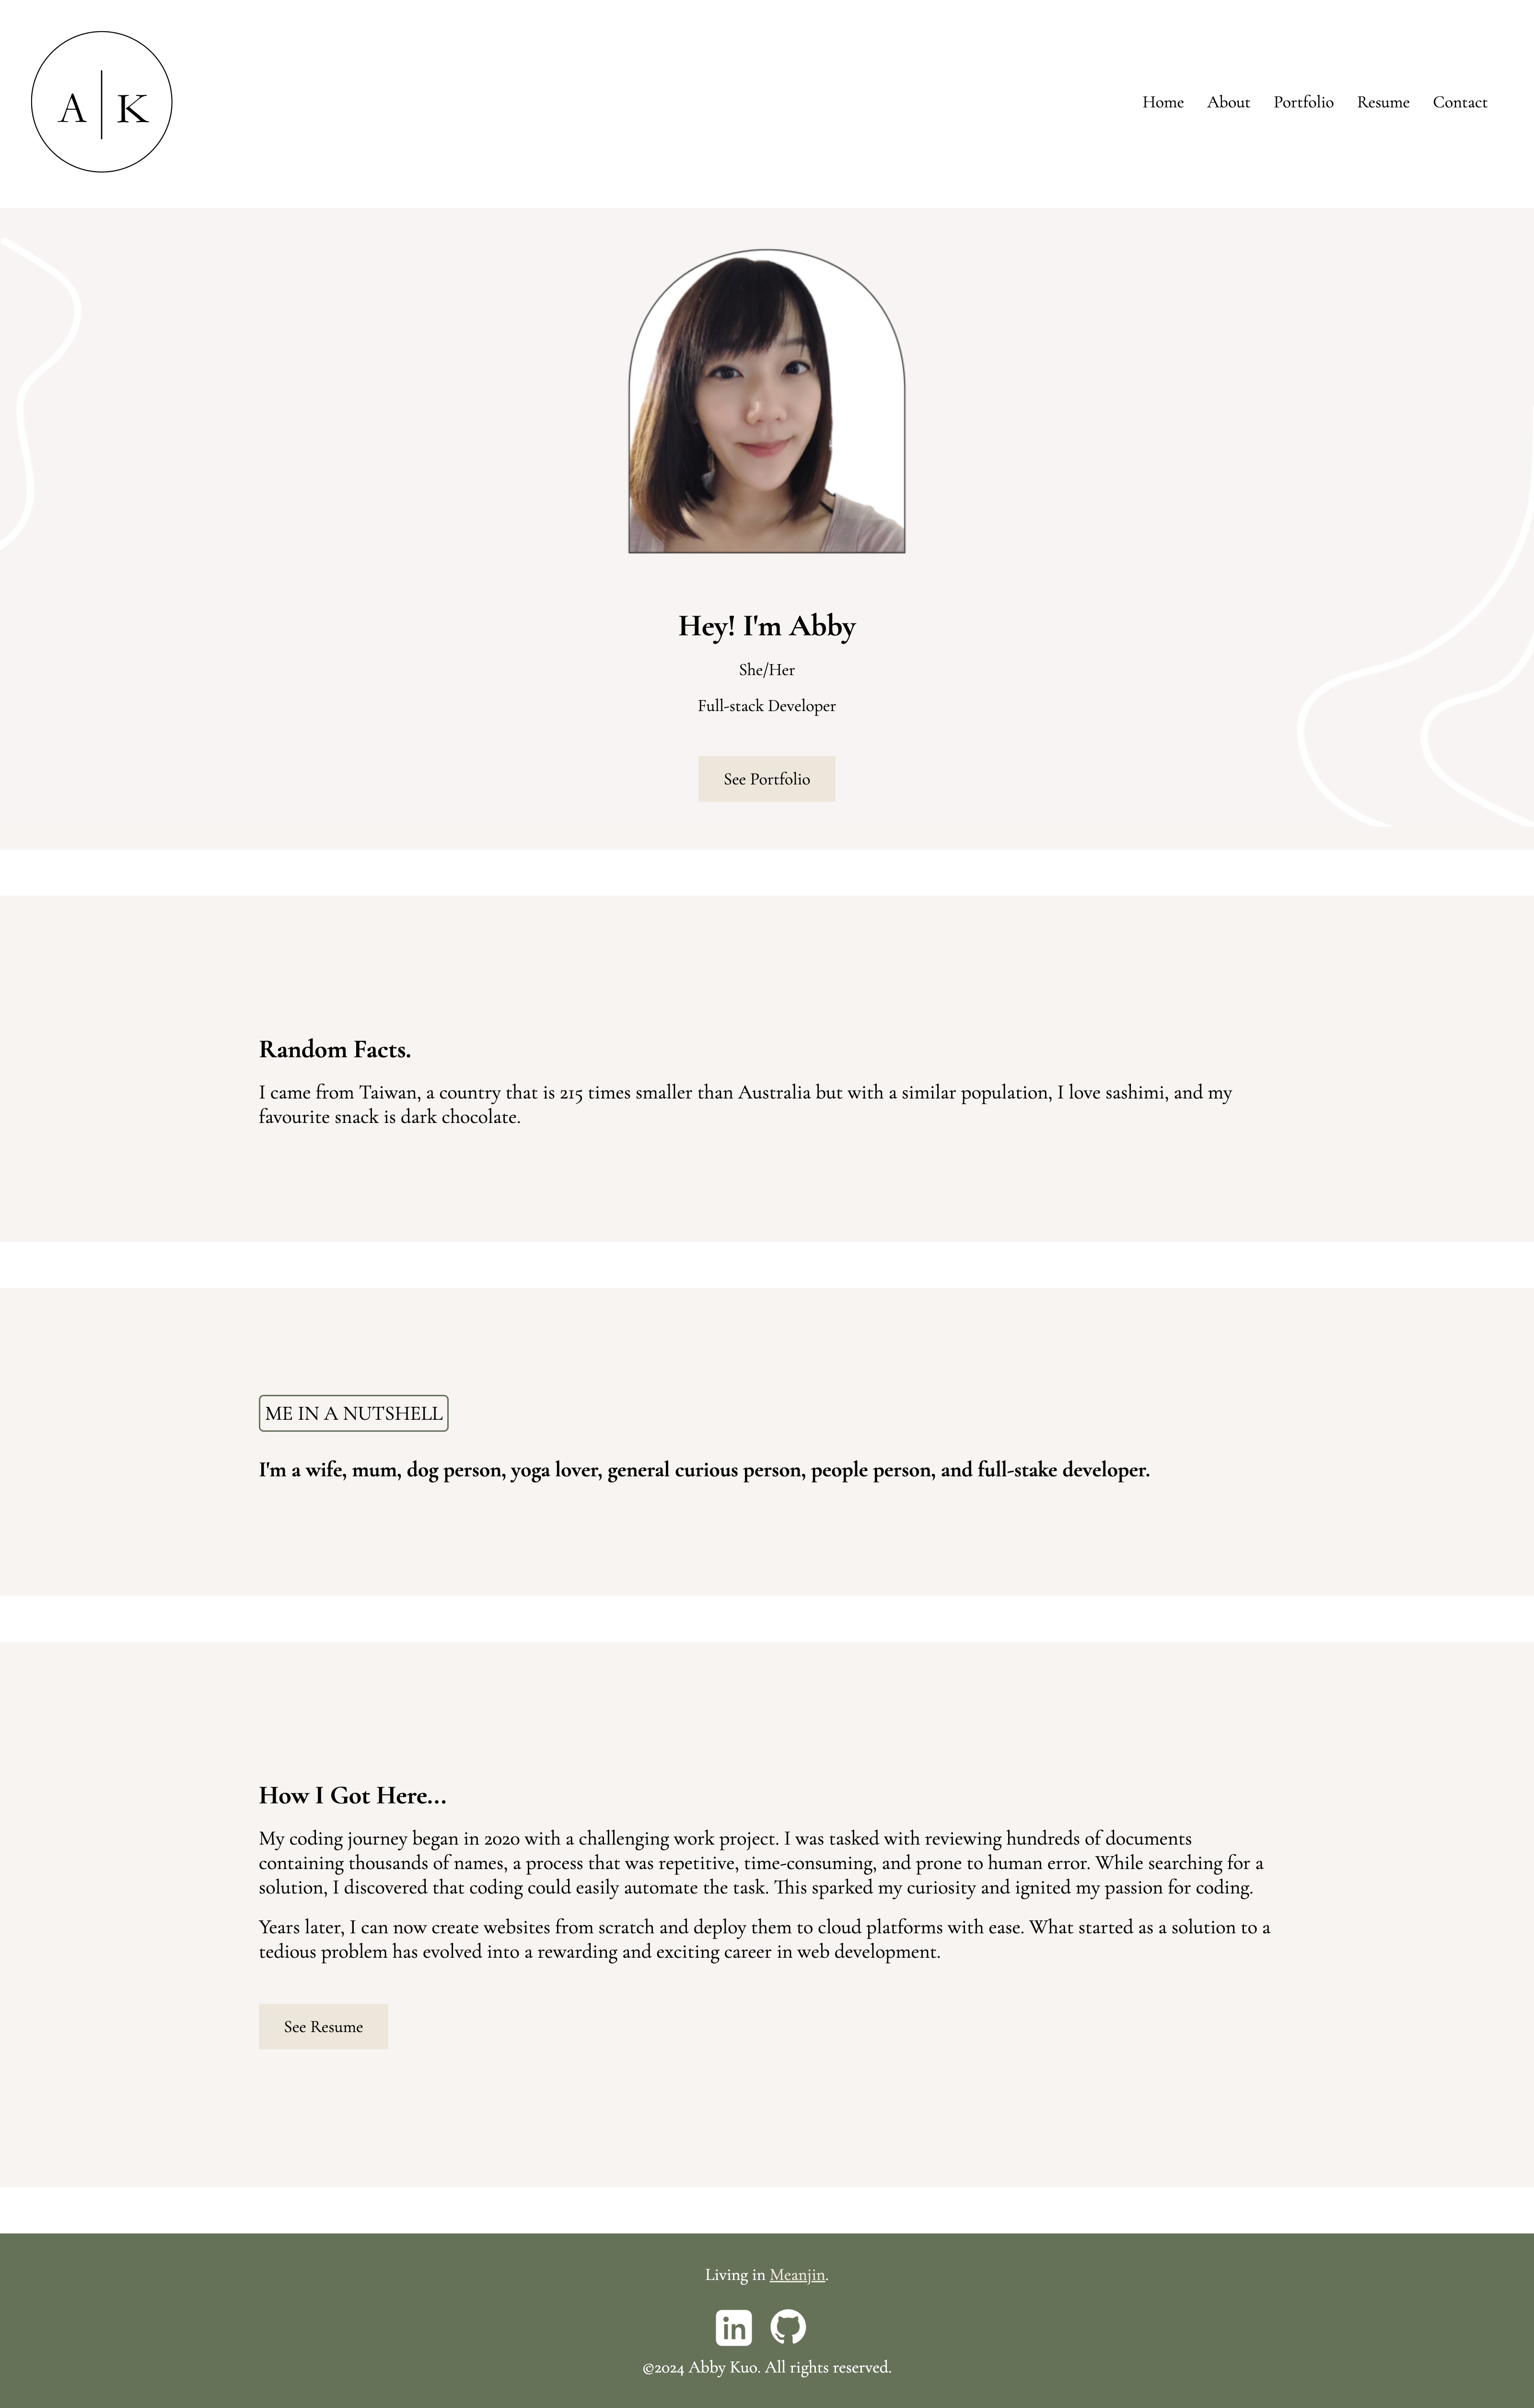 A | K
Home About Portfolio Resume Contact
Hey! I'm Abby
She/Her
Full-stack Developer
See Portfolio
Random Facts.
I came from Taiwan, a country that is 215 times smaller than Australia but with a similar population, I love sashimi, and my
favourite snack is dark chocolate.
ME IN A NUTSHELL
I'm a wife, mum, dog person, yoga lover, general curious person, people person, and full-stake developer.
How I Got Here...
My coding journey began in 2020 with a challenging work project. I was tasked with reviewing hundreds of documents
containing thousands of names, a process that was repetitive, time-consuming, and prone to human error. While searching for a
solution, I discovered that coding could easily automate the task. This sparked my curiosity and ignited my passion for coding.
Years later, I can now create websites from scratch and deploy them to cloud platforms with ease. What started as a solution to a
tedious problem has evolved into a rewarding and exciting career in web development.
See Resume
Living in Meanjin.
in
©2024 Abby Kuo. All rights reserved.